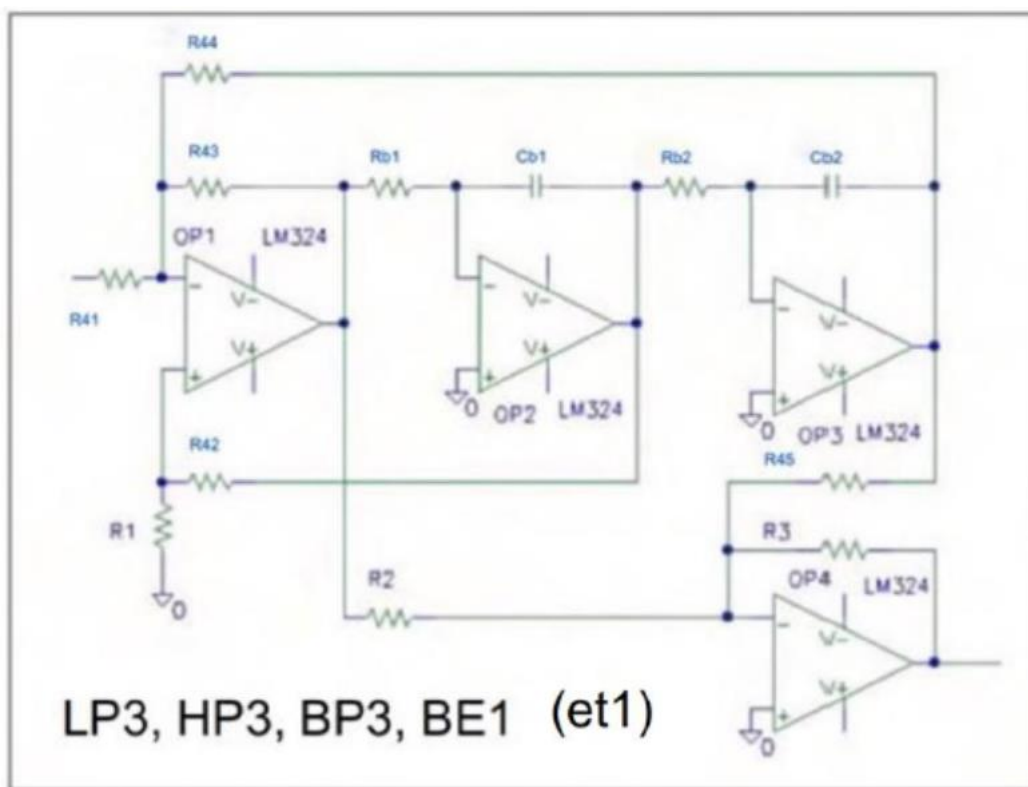 R44
R43
Rb1
Cb1
Rb2
Cb2
OP1
LM324
R41
-
V-
V+
+
-
V-
V+
+
0
OP2
LM324
-
V-
V+
+
0
OP3
LM324
R42
R45
R1
0
R3
R2
OP4
LM324
-
V-
V+
+
0
LP3, HP3, BP3, BE1 (et1)